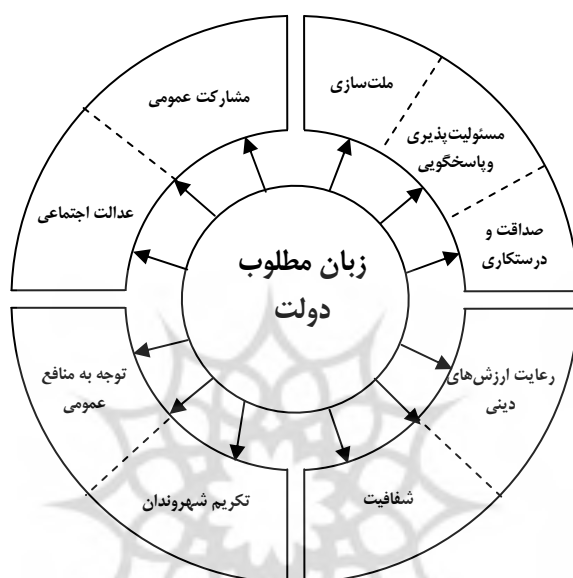 زبان مطلوب
دولت
ملت‌سازی
مسئولیت‌پذیری
وپاسخگویی
صداقت و
درستکاری
رعایت ارزش‌های
دینی
شفافیت
تکریم شهروندان
توجه به منافع
عمومی
عدالت اجتماعی
مشارکت عمومی